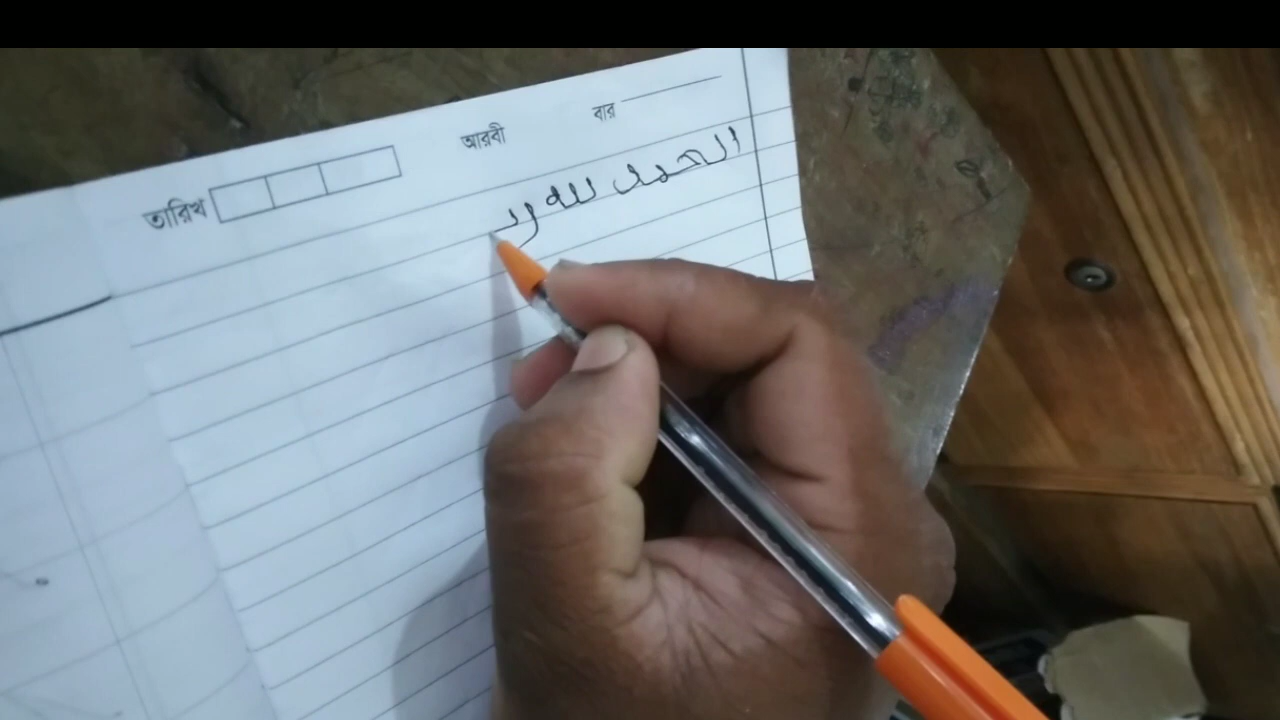 আরবী বার
তারিখ
الحمد لله ر